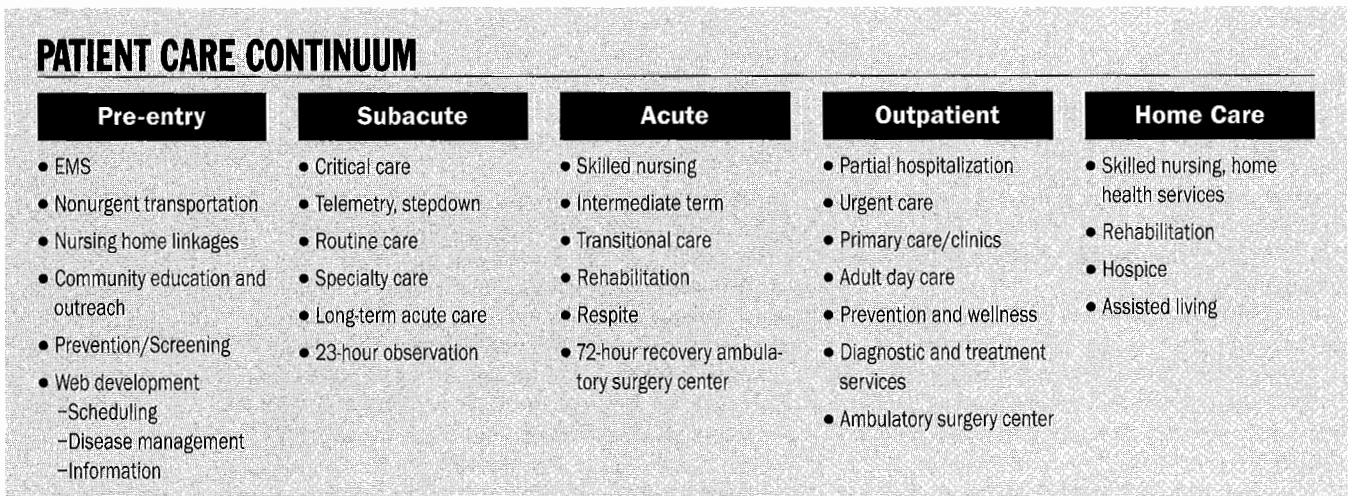 PATIENT CARE CONTINUUM
Pre-entry
• EMS
• Nonurgent transportation
• Nursing home linkages
• Community education and
outreach
• Prevention/Screening
• Web development
–Scheduling
–Disease management
–Information
Subacute
• Critical care
• Telemetry, stepdown
• Routine care
• Specialty care
• Long-term acute care
• 23-hour observation
Acute
• Skilled nursing
• Intermediate term
• Transitional care
• Rehabilitation
• Respite
• 72-hour recovery ambula-
tory surgery center
Outpatient
• Partial hospitalization
• Urgent care
• Primary care/clinics
• Adult day care
• Prevention and wellness
• Diagnostic and treatment
services
• Ambulatory surgery center
Home Care
• Skilled nursing, home
health services
• Rehabilitation
• Hospice
• Assisted living